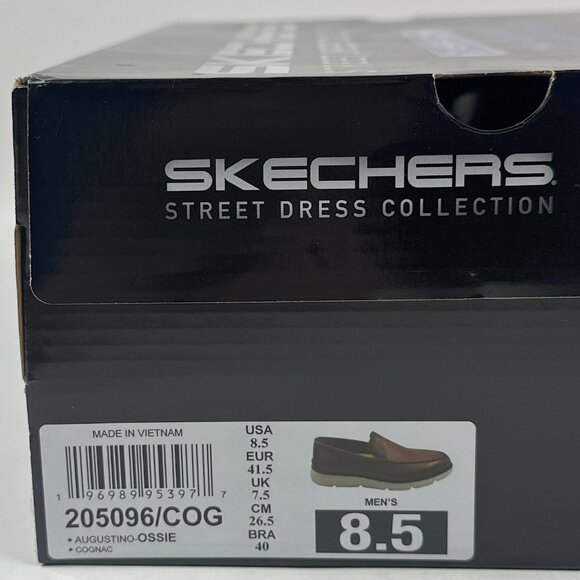 SKECHERS
SKECHERS
STREET DRESS COLLECTION
MADE IN VIETNAM
1 96989 95397 7
205096/COG
• AUGUSTINO-OSSIE
• COGNAC
USA
8.5
EUR
41.5
UK
7.5
CM
26.5
BRA
40
MEN'S
8.5